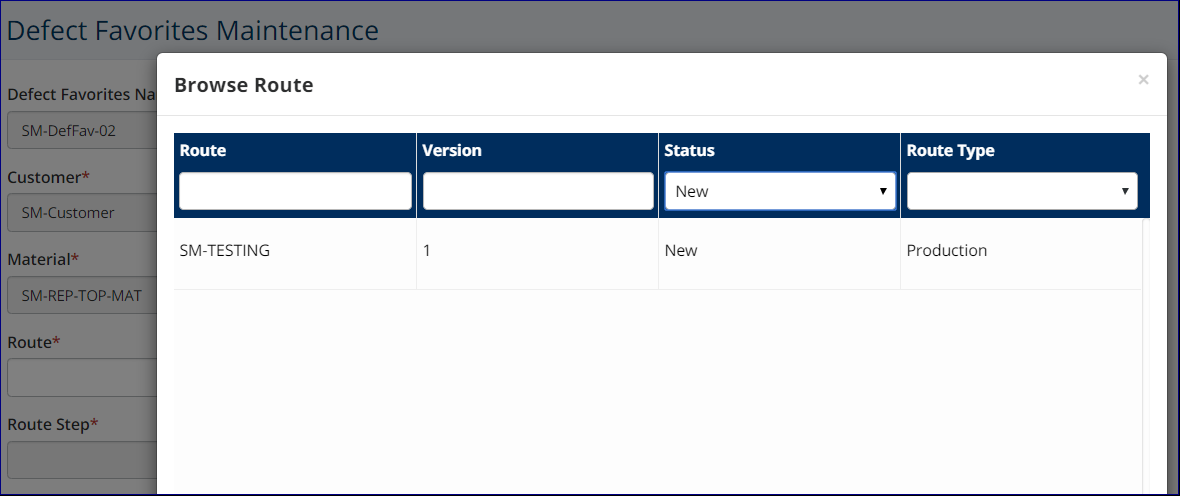 Defect Favorites Maintenance
Browse Route
×
Defect Favorites Na
SM-DefFav-02
Customer*
SM-Customer
Material*
SM-REP-TOP-MAT
Route*
Route Step*
Route Version Status Route Type
New
SM-TESTING 1 New Production